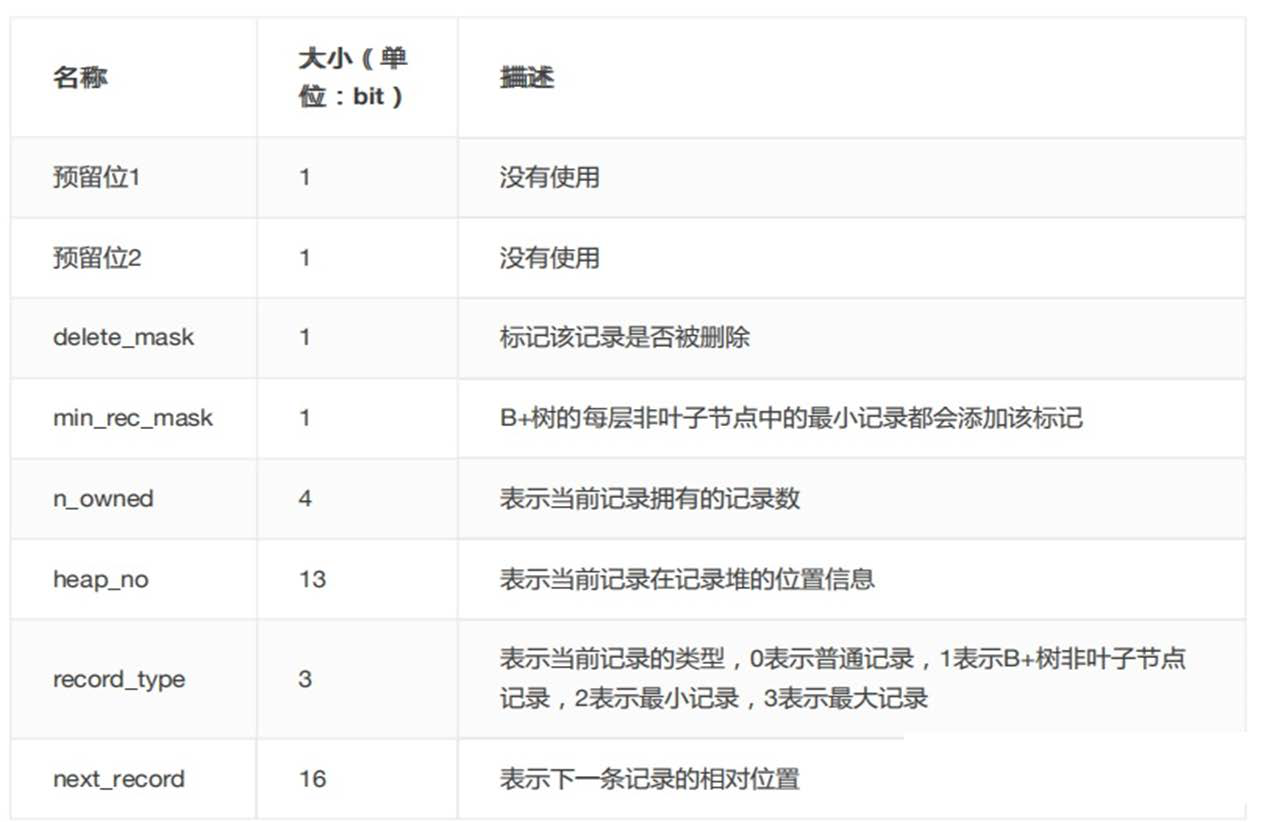 名称
大小（单
位：bit）
描述
预留位1
1
没有使用
预留位2
1
没有使用
delete_mask
1
标记该记录是否被删除
min_rec_mask
1
B+树的每层非叶子节点中的最小记录都会添加该标记
n_owned
4
表示当前记录拥有的记录数
heap_no
13
表示当前记录在记录堆的位置信息
record_type
3
表示当前记录的类型，0表示普通记录，1表示B+树非叶子节点
记录，2表示最小记录，3表示最大记录
next_record
16
表示下一条记录的相对位置